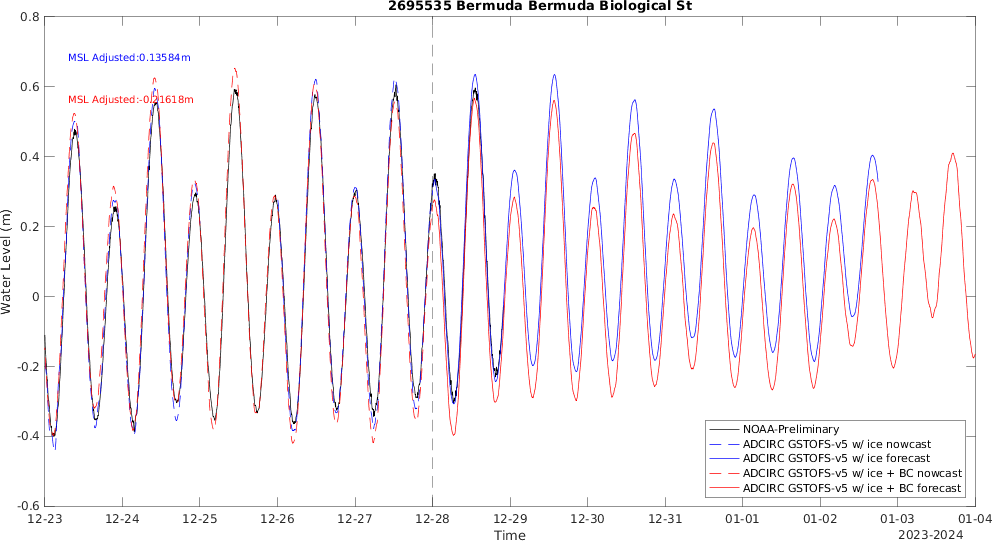 2695535 Bermuda Bermuda Biological St
MSL Adjusted:0.13584m
MSL Adjusted:-0.21618m
Water Level (m)
0.8
0.6
0.4
0.2
0
-0.2
-0.4
-0.6
NOAA-Preliminary
ADCIRC GSTOFS-v5 w/ ice nowcast
ADCIRC GSTOFS-v5 w/ ice forecast
ADCIRC GSTOFS-v5 w/ ice + BC nowcast
ADCIRC GSTOFS-v5 w/ ice + BC forecast
12-23 12-24 12-25 12-26 12-27 12-28 12-29 12-30 12-31 01-01 01-02 01-03 01-04
Time
2023-2024